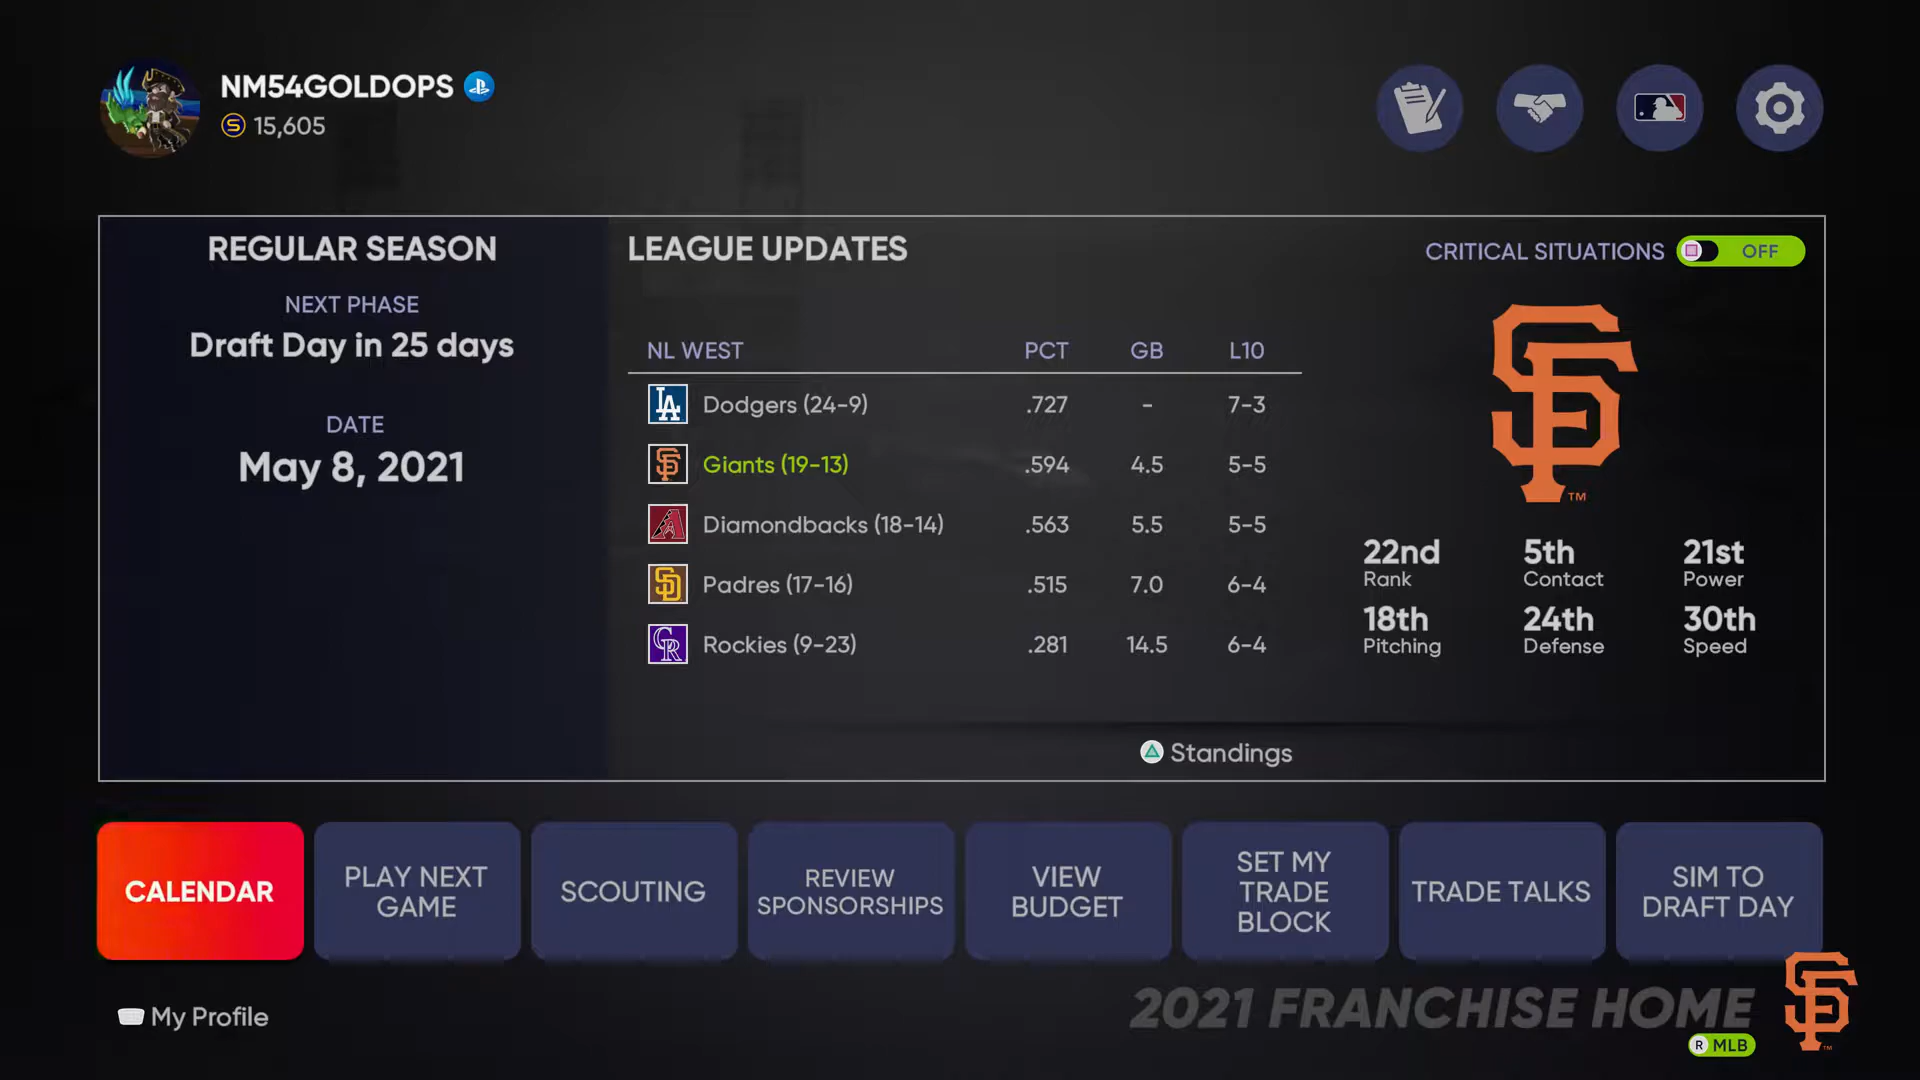 NM54GOLDOPS
15,605
REGULAR SEASON
NEXT PHASE
Draft Day in 25 days
DATE
May 8, 2021
LEAGUE UPDATES
CRITICAL SITUATIONS OFF
NL WEST PCT GB L10
Dodgers (24-9) .727 - 7-3
Giants (19-13) .594 4.5 5-5
Diamondbacks (18-14) .563 5.5 5-5
Padres (17-16) .515 7.0 6-4
Rockies (9-23) .281 14.5 6-4
SF™
22nd 5th 21st
Rank Contact Power
18th 24th 30th
Pitching Defense Speed
Standings
CALENDAR
PLAY NEXT
GAME
SCOUTING
REVIEW
SPONSORSHIPS
VIEW
BUDGET
SET MY
TRADE
BLOCK
TRADE TALKS
SIM TO
DRAFT DAY
My Profile
2021 FRANCHISE HOME
R MLB
SF™